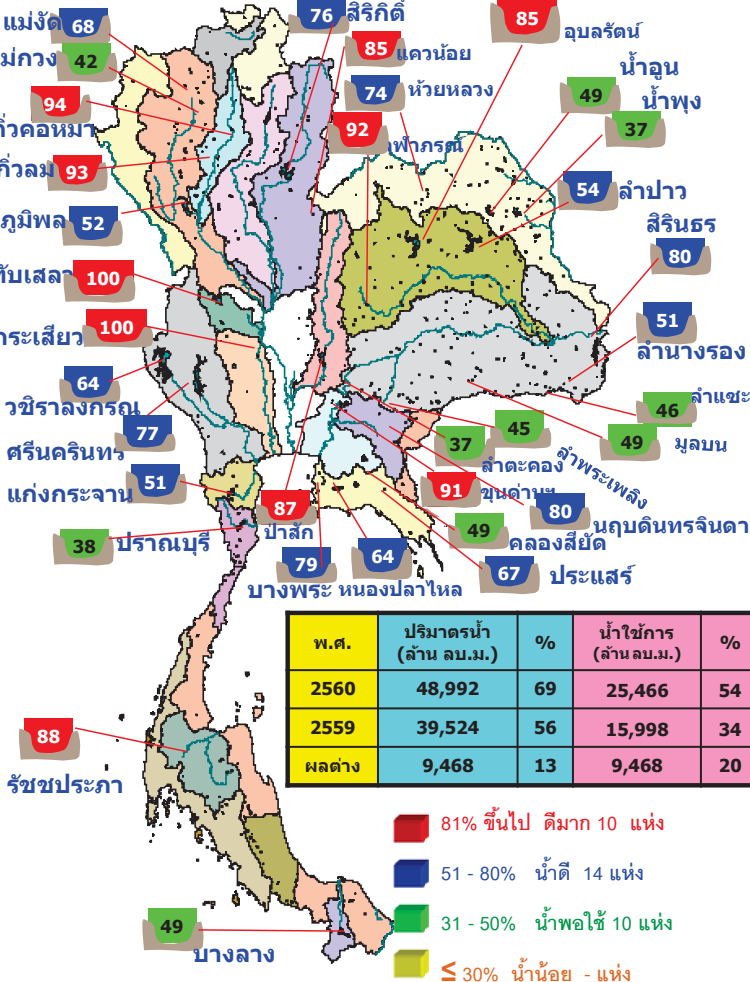 แม่งัด 68
76 สิริกิติ์
85 อุบลรัตน์
ม่กวง 42
85 แควน้อย
74 ห้วยหลวง
49 น้ำอูน
น้ำพุง
37
94
กิ่วคอหมา
92 ฬาภรณ์
กิ่วลม 93
54 ลำปาว
ภูมิพล 52
สิรินธร
80
ทับเสลา 100
กระเสียว 100
51
ลำนางรอง
64
วชิราลงกรณ
77
ศรีนครินทร์
46 ลำแชะ
49 มูลบน
45
37
ลำตะคอง
ลำพระเพลิง
แก่งกระจาน 51
91 ขุนด่านฯ
87
ป่าสัก
80 นฤบดินทรจินดา
38 ปราณบุรี
49 คลองสียัด
79
บางพระ
64
หนองปลาไหล
67 ประแสร์
พ.ศ. ปริมาตรน้ำ (ล้าน ลบ.ม.) % น้ำใช้การ (ล้าน ลบ.ม.) %
2560 48,992 69 25,466 54
2559 39,524 56 15,998 34
ผลต่าง 9,468 13 9,468 20
88
รัชชประภา
81% ขึ้นไป ดีมาก 10 แห่ง
51 - 80% น้ำดี 14 แห่ง
31 - 50% น้ำพอใช้ 10 แห่ง
≤ 30% น้ำน้อย - แห่ง
49
บางลาง